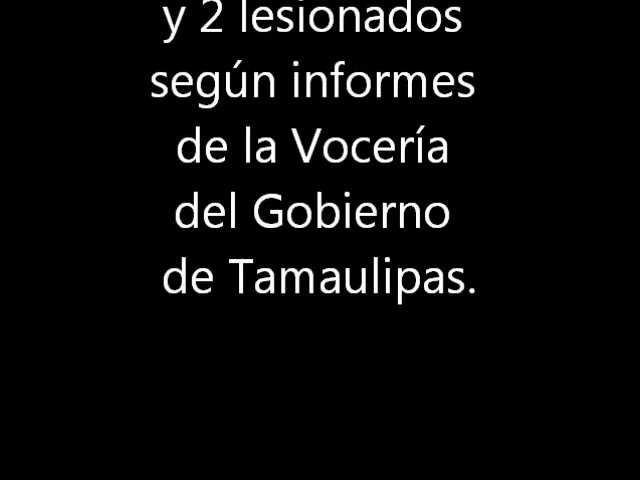 y 2 lesionados
según informes
de la Vocería
del Gobierno
de Tamaulipas.